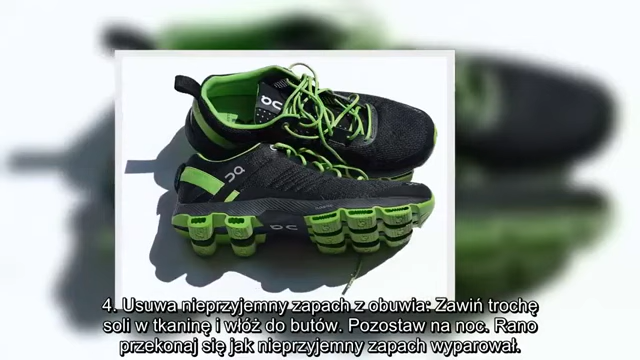 4. Usuwa nieprzyjemny zapach z obuwia: Zawiń trochę
soli w tkaninę i włóż do butów. Pozostaw na noc. Rano
przekonaj się jak nieprzyjemny zapach wyparował.